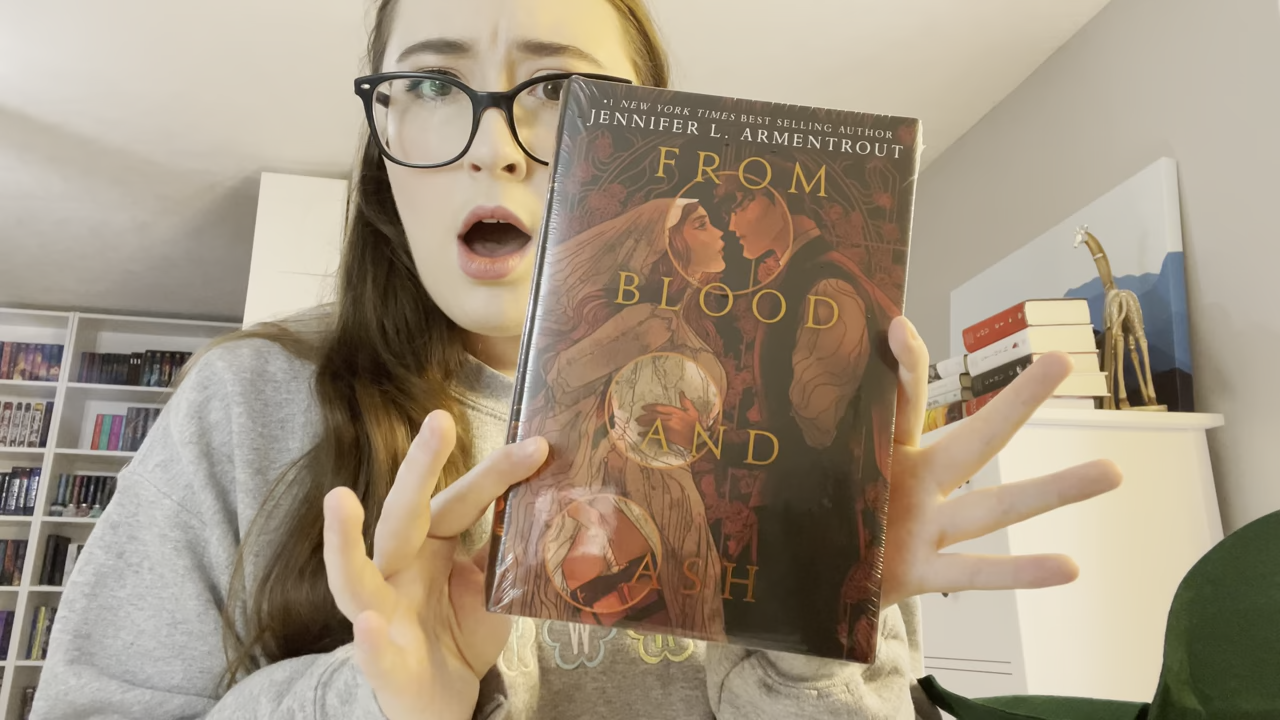 #1 NEW YORK TIMES BEST SELLING AUTHOR
JENNIFER L. ARMENTROUT
FROM
BLOOD
AND
ASH
W